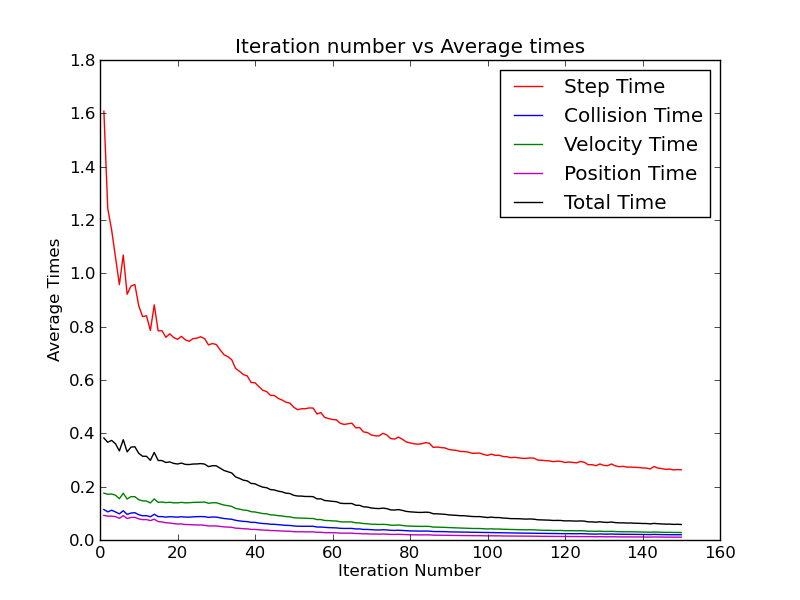 Iteration number vs Average times
1.8
1.6
1.4
1.2
1.0
0.8
0.6
0.4
0.2
0.0
Average Times
Step Time
Collision Time
Velocity Time
Position Time
Total Time
0 20 40 60 80 100 120 140 160
Iteration Number